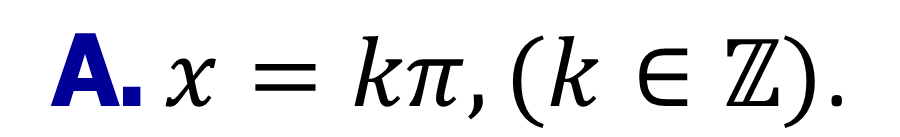 A. 𝑥 = 𝑘𝜋, (𝑘 ∈ ℤ).